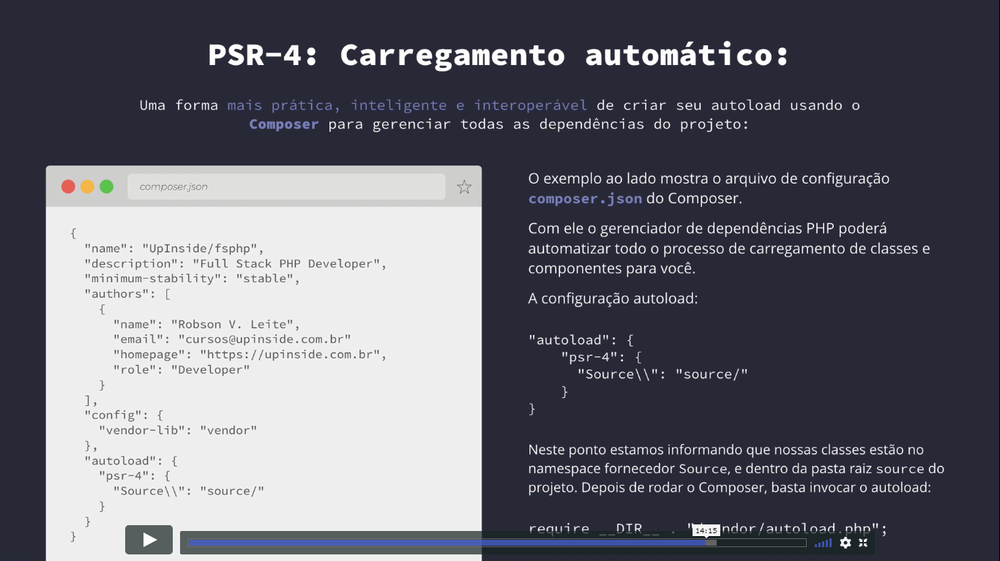 PSR-4: Carregamento automático:
Uma forma mais prática, inteligente e interoperável de criar seu autoload usando o
Composer para gerenciar todas as dependências do projeto:
composer.json
{
"name": "UpInside/fsphp",
"description": "Full Stack PHP Developer",
"minimum-stability": "stable",
"authors": [
{
"name": "Robson V. Leite",
"email": "cursos@upinside.com.br"
"homepage": "https://upinside.com.br",
"role": "Developer"
}
],
"config": {
"vendor-lib": "vendor"
},
"autoload": {
"psr-4": {
"Source\\": "source/"
}
}
}
O exemplo ao lado mostra o arquivo de configuração
composer.json do Composer.
Com ele o gerenciador de dependências PHP poderá
automatizar todo o processo de carregamento de classes e
componentes para você.
A configuração autoload:
"autoload": {
"psr-4": {
"Source\\": "source/"
}
}
Neste ponto estamos informando que nossas classes estão no
namespace fornecedor Source, e dentro da pasta raiz source do
projeto. Depois de rodar o Composer, basta invocar o autoload:
require __DIR__ . "/vendor/autoload.php";
14:15